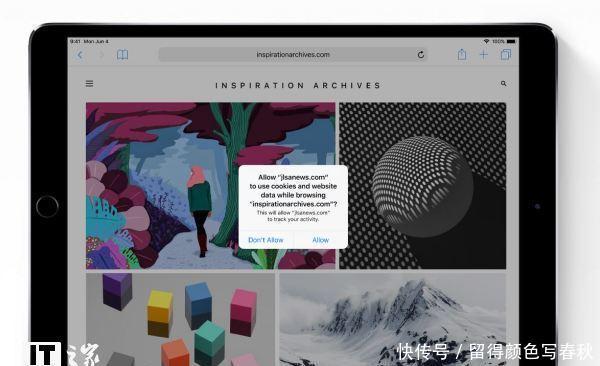 9:41 Mon Jun 4
100%
inspirationarchives.com
INSPIRATION ARCHIVES
Allow "jlsanews.com"
to use cookies and website
data while browsing
"inspirationarchives.com"?
This will allow "jlsanews.com"
to track your activity.
Don't Allow
Allow
IT之家
快传号 / 留得颜色写春秋